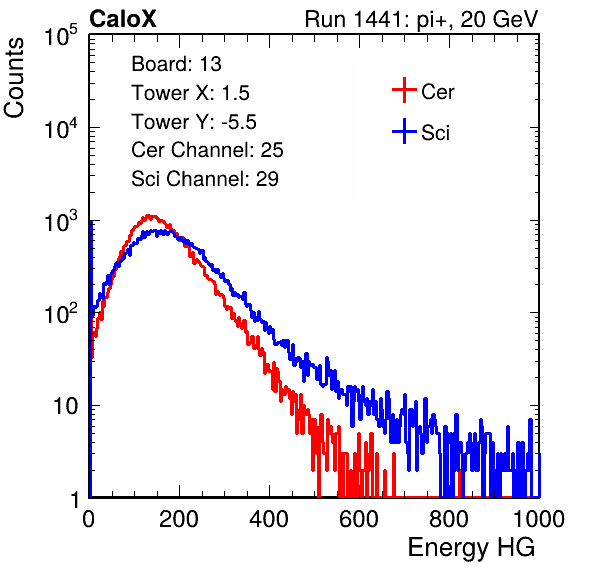 CaloX Run 1441: pi+, 20 GeV
Counts
10^5
10^4
10^3
10^2
10
1
Board: 13
Tower X: 1.5
Tower Y: -5.5
Cer Channel: 25
Sci Channel: 29
Cer
Sci
0 200 400 600 800 1000
Energy HG